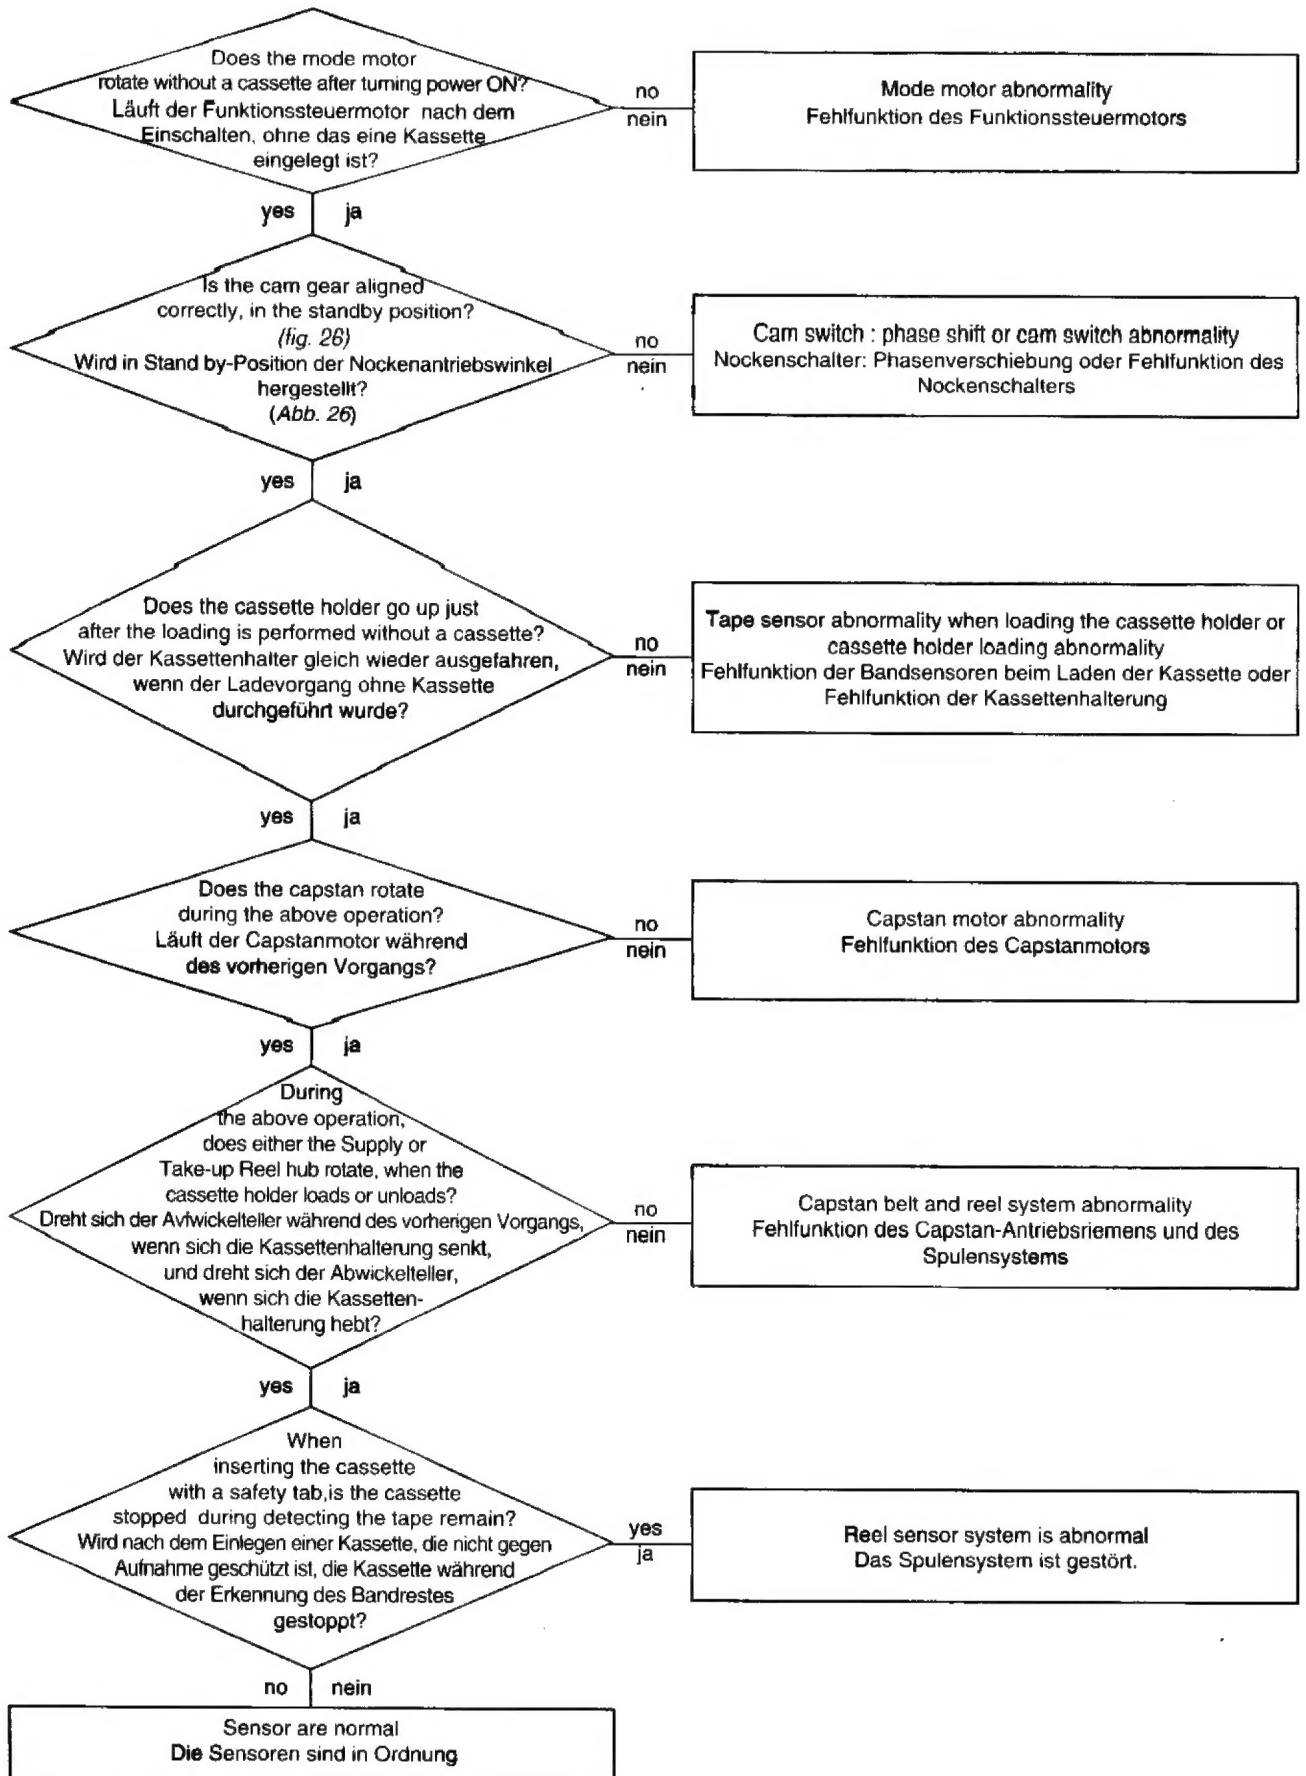 Does the mode motor
rotate without a cassette after turning power ON?
Läuft der Funktionssteuermotor nach dem
Einschalten, ohne das eine Kassette
eingelegt ist?
no
nein
Mode motor abnormality
Fehlfunktion des Funktionssteuermotors
yes ja
Is the cam gear aligned
correctly, in the standby position?
(fig. 26)
Wird in Stand by-Position der Nockenantriebswinkel
hergestellt?
(Abb. 26)
no
nein
Cam switch : phase shift or cam switch abnormality
Nockenschalter: Phasenverschiebung oder Fehlfunktion des
Nockenschalters
yes ja
Does the cassette holder go up just
after the loading is performed without a cassette?
Wird der Kassettenhalter gleich wieder ausgefahren,
wenn der Ladevorgang ohne Kassette
durchgeführt wurde?
no
nein
Tape sensor abnormality when loading the cassette holder or
cassette holder loading abnormality
Fehlfunktion der Bandsensoren beim Laden der Kassette oder
Fehlfunktion der Kassettenhalterung
yes ja
Does the capstan rotate
during the above operation?
Läuft der Capstanmotor während
des vorherigen Vorgangs?
no
nein
Capstan motor abnormality
Fehlfunktion des Capstanmotors
yes ja
During
the above operation,
does either the Supply or
Take-up Reel hub rotate, when the
cassette holder loads or unloads?
Dreht sich der Avfwickelteller während des vorherigen Vorgangs,
wenn sich die Kassettenhalterung senkt,
und dreht sich der Abwickelteller,
wenn sich die Kassetten-
halterung hebt?
no
nein
Capstan belt and reel system abnormality
Fehlfunktion des Capstan-Antriebsriemens und des
Spulensystems
yes ja
When
inserting the cassette
with a safety tab,is the cassette
stopped during detecting the tape remain?
Wird nach dem Einlegen einer Kassette, die nicht gegen
Aufnahme geschützt ist, die Kassette während
der Erkennung des Bandrestes
gestoppt?
yes
ja
Reel sensor system is abnormal
Das Spulensystem ist gestört.
no nein
Sensor are normal
Die Sensoren sind in Ordnung